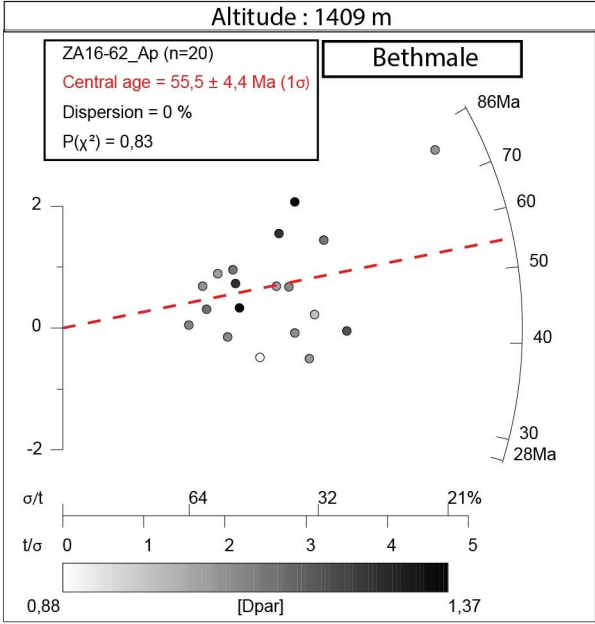 Altitude : 1409 m
ZA16-62_Ap (n=20)
Central age = 55,5 ± 4,4 Ma (1σ)
Dispersion = 0 %
P(χ²) = 0,83
Bethmale
86Ma
70
60
50
40
30
28Ma
2
0
-2
σ/t
64
32
21%
t/σ
0
1
2
3
4
5
0,88
[Dpar]
1,37